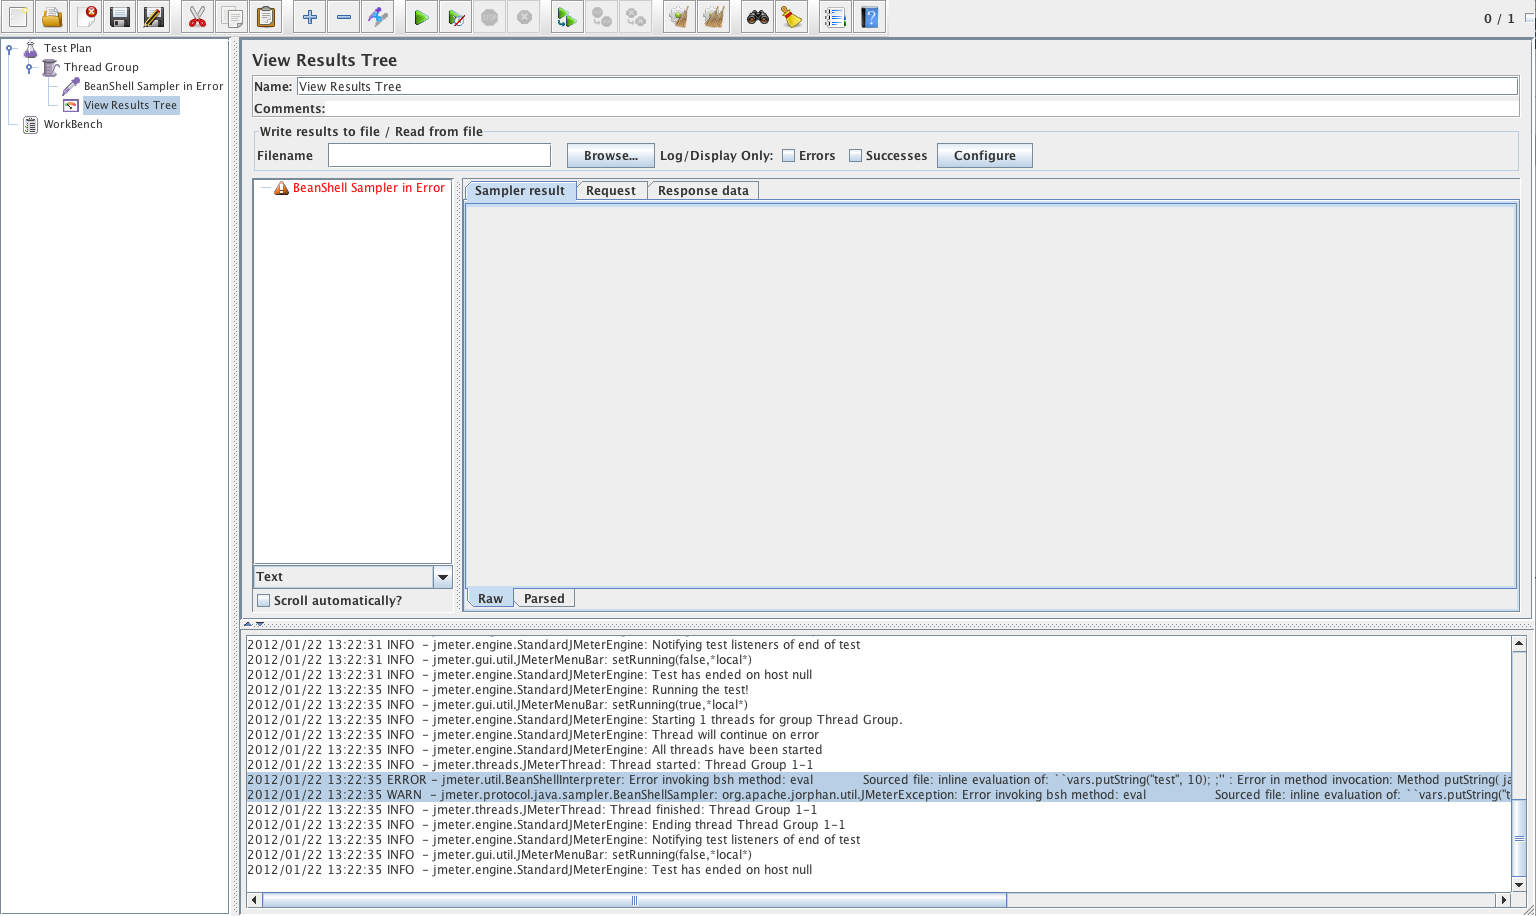 0 / 1
Test Plan
Thread Group
BeanShell Sampler in Error
View Results Tree
WorkBench
View Results Tree
Name: View Results Tree
Comments:
Write results to file / Read from file
Filename Browse... Log/Display Only: Errors Successes Configure
BeanShell Sampler in Error
Sampler result Request Response data
Text
Scroll automatically?
Raw Parsed
2012/01/22 13:22:31 INFO  - jmeter.engine.StandardJMeterEngine: Notifying test listeners of end of test
2012/01/22 13:22:31 INFO  - jmeter.gui.util.JMeterMenuBar: setRunning(false,*local*)
2012/01/22 13:22:31 INFO  - jmeter.engine.StandardJMeterEngine: Test has ended on host null
2012/01/22 13:22:35 INFO  - jmeter.engine.StandardJMeterEngine: Running the test!
2012/01/22 13:22:35 INFO  - jmeter.gui.util.JMeterMenuBar: setRunning(true,*local*)
2012/01/22 13:22:35 INFO  - jmeter.engine.StandardJMeterEngine: Starting 1 threads for group Thread Group.
2012/01/22 13:22:35 INFO  - jmeter.engine.StandardJMeterEngine: Thread will continue on error
2012/01/22 13:22:35 INFO  - jmeter.engine.StandardJMeterEngine: All threads have been started
2012/01/22 13:22:35 INFO  - jmeter.threads.JMeterThread: Thread started: Thread Group 1-1
2012/01/22 13:22:35 ERROR - jmeter.util.BeanShellInterpreter: Error invoking bsh method: eval Sourced file: inline evaluation of: ``vars.putString("test", 10); ;'' : Error in method invocation: Method putString( ja
2012/01/22 13:22:35 WARN  - jmeter.protocol.java.sampler.BeanShellSampler: org.apache.jorphan.util.JMeterException: Error invoking bsh method: eval Sourced file: inline evaluation of: ``vars.putString("t
2012/01/22 13:22:35 INFO  - jmeter.threads.JMeterThread: Thread finished: Thread Group 1-1
2012/01/22 13:22:35 INFO  - jmeter.engine.StandardJMeterEngine: Ending thread Thread Group 1-1
2012/01/22 13:22:35 INFO  - jmeter.engine.StandardJMeterEngine: Notifying test listeners of end of test
2012/01/22 13:22:35 INFO  - jmeter.gui.util.JMeterMenuBar: setRunning(false,*local*)
2012/01/22 13:22:35 INFO  - jmeter.engine.StandardJMeterEngine: Test has ended on host null